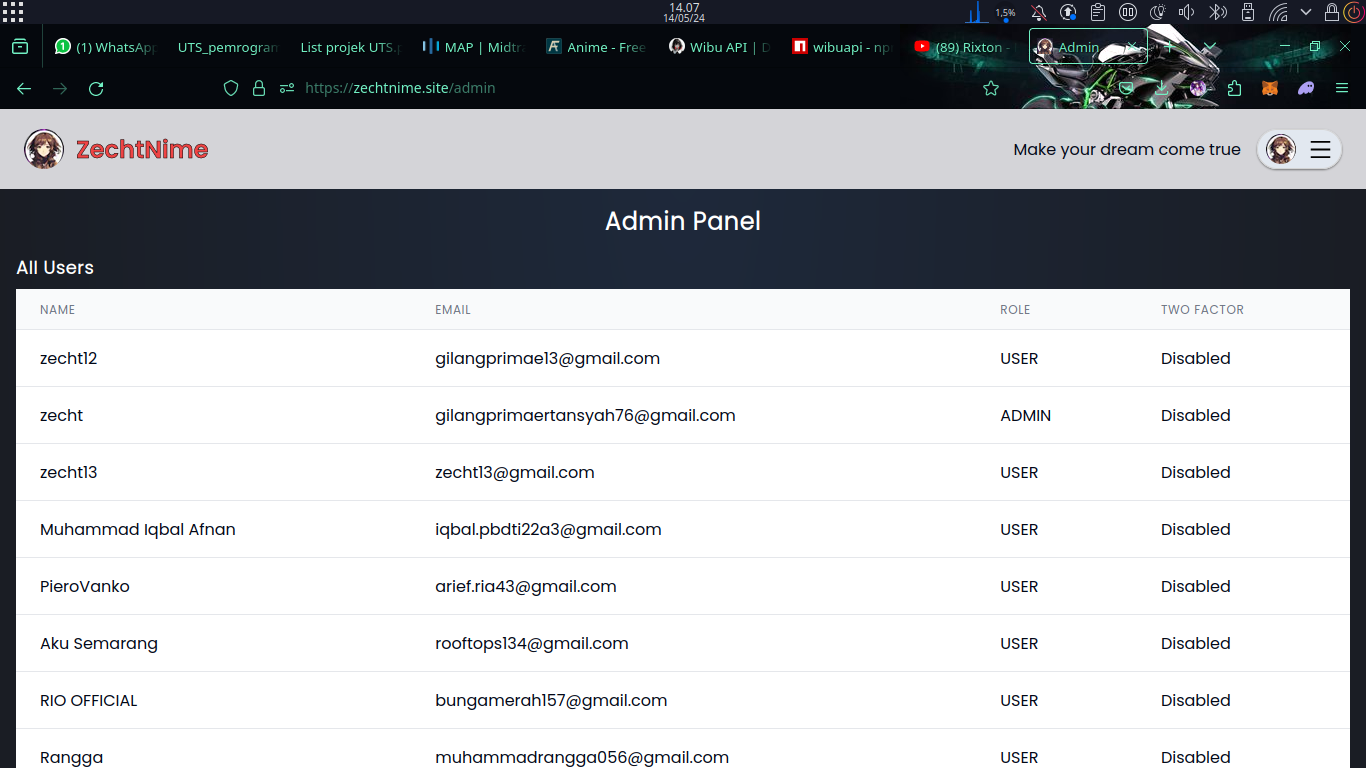 14.07
14/05/24
1,5%
(1) WhatsApp
UTS_pemrogram
List projek UTS.p
MAP | Midtra
Anime - Free
Wibu API | D
wibuapi - np
(89) Rixton -
Admin
https://zechtnime.site/admin
ZechtNime
Make your dream come true
Admin Panel
All Users
NAME EMAIL ROLE TWO FACTOR
zecht12 gilangprimae13@gmail.com USER Disabled
zecht gilangprimaertansyah76@gmail.com ADMIN Disabled
zecht13 zecht13@gmail.com USER Disabled
Muhammad Iqbal Afnan iqbal.pbdti22a3@gmail.com USER Disabled
PieroVanko arief.ria43@gmail.com USER Disabled
Aku Semarang rooftops134@gmail.com USER Disabled
RIO OFFICIAL bungamerah157@gmail.com USER Disabled
Rangga muhammadrangga056@gmail.com USER Disabled